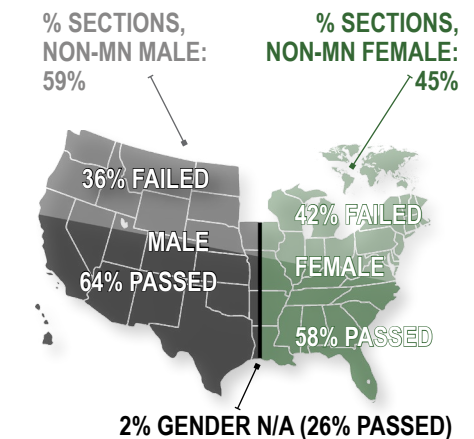 % SECTIONS,
NON-MN MALE:
59%
% SECTIONS,
NON-MN FEMALE:
45%
36% FAILED
MALE
64% PASSED
42% FAILED
FEMALE
58% PASSED
2% GENDER N/A (26% PASSED)